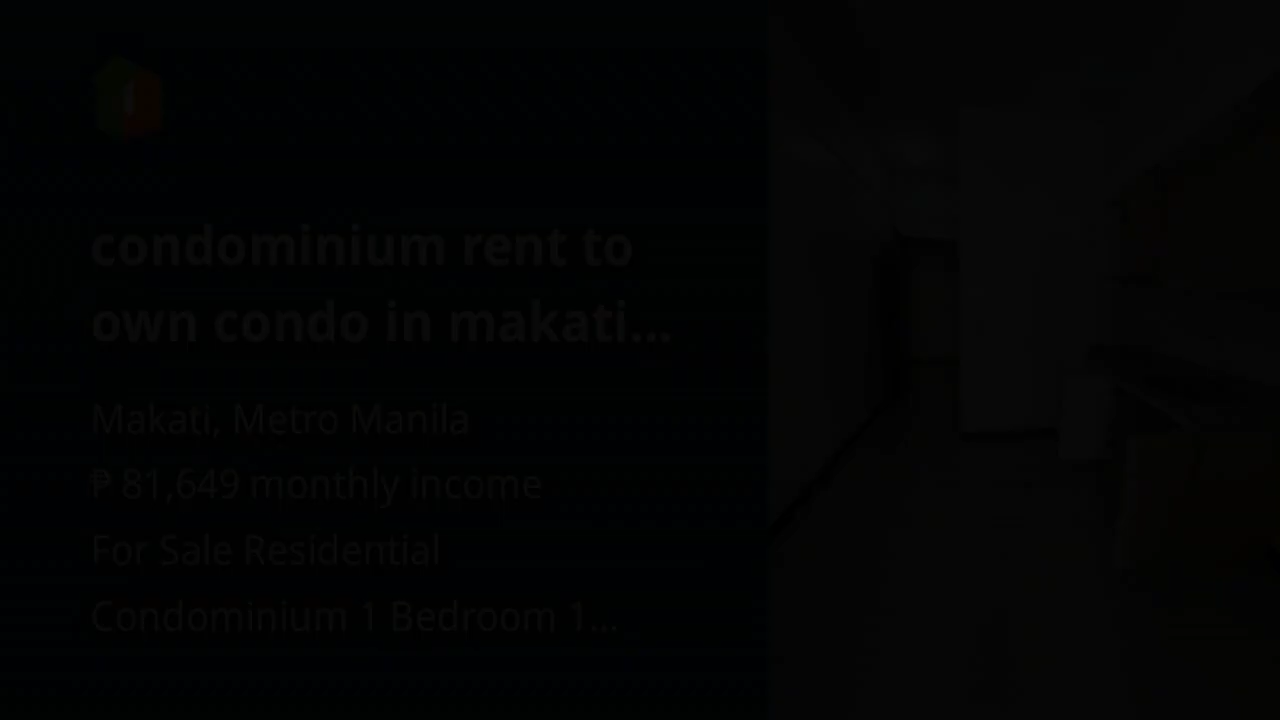 condominium rent to
own condo in makati...
Makati, Metro Manila
₱ 81,649 monthly income
For Sale Residential
Condominium 1 Bedroom 1...